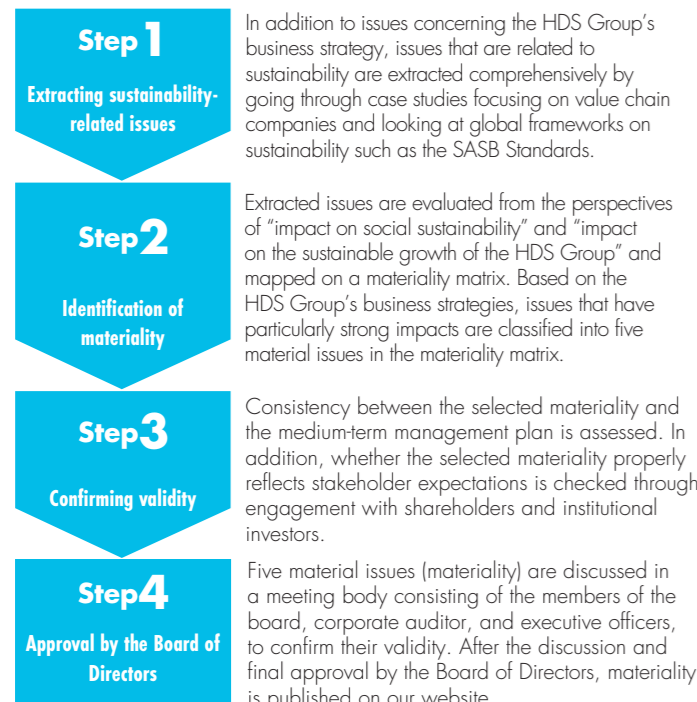 Step 1
Extracting sustainability-
related issues
In addition to issues concerning the HDS Group's
business strategy, issues that are related to
sustainability are extracted comprehensively by
going through case studies focusing on value chain
companies and looking at global frameworks on
sustainability such as the SASB Standards.
Step2
Identification of
materiality
Extracted issues are evaluated from the perspectives
of "impact on social sustainability" and "impact
on the sustainable growth of the HDS Group" and
mapped on a materiality matrix. Based on the
HDS Group's business strategies, issues that have
particularly strong impacts are classified into five
material issues in the materiality matrix.
Step3
Confirming validity
Consistency between the selected materiality and
the medium-term management plan is assessed. In
addition, whether the selected materiality properly
reflects stakeholder expectations is checked through
engagement with shareholders and institutional
investors.
Step4
Approval by the Board of
Directors
Five material issues (materiality) are discussed in
a meeting body consisting of the members of the
board, corporate auditor, and executive officers,
to confirm their validity. After the discussion and
final approval by the Board of Directors, materiality
is published on our website.